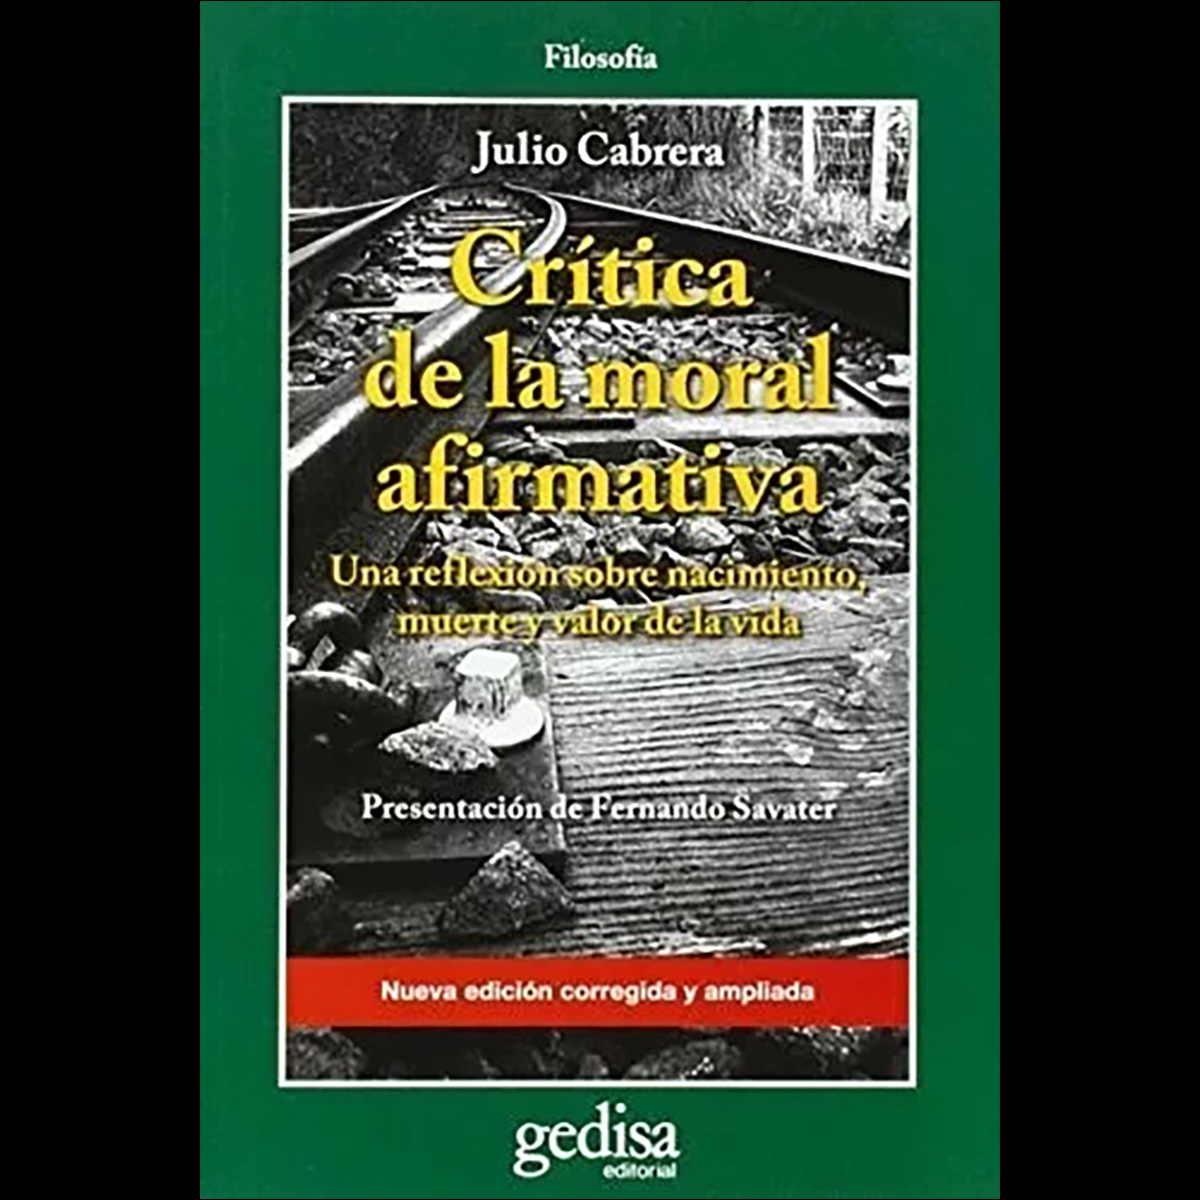 Filosofía
Julio Cabrera
Crítica
de la moral
afirmativa
Una reflexión sobre nacimiento,
muerte y valor de la vida
Presentación de Fernando Savater
Nueva edición corregida y ampliada
gedisa
editorial